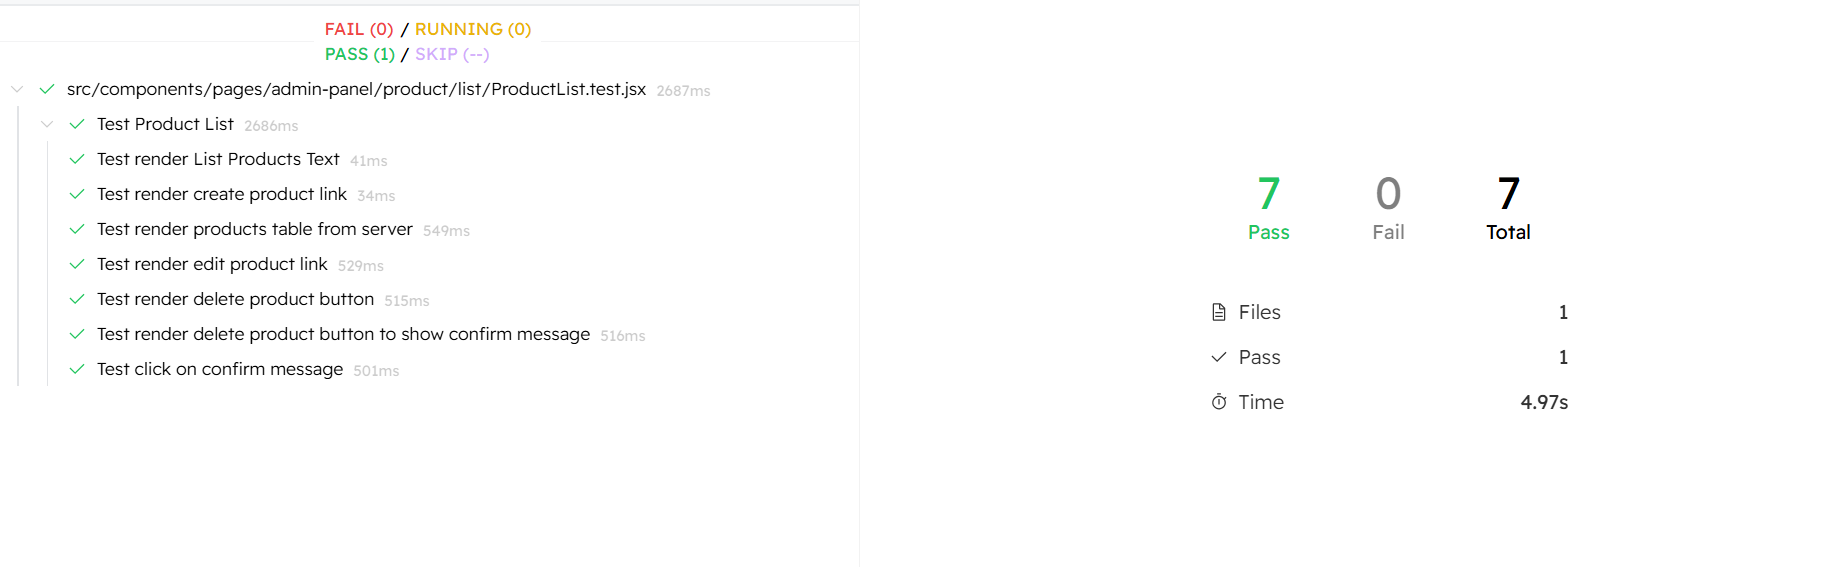 FAIL (0) / RUNNING (0)
PASS (1) / SKIP (--)
src/components/pages/admin-panel/product/list/ProductList.test.jsx 2687ms
Test Product List 2686ms
Test render List Products Text 41ms
Test render create product link 34ms
Test render products table from server 549ms
Test render edit product link 529ms
Test render delete product button 515ms
Test render delete product button to show confirm message 516ms
Test click on confirm message 501ms
7 0 7
Pass Fail Total
Files 1
Pass 1
Time 4.97s